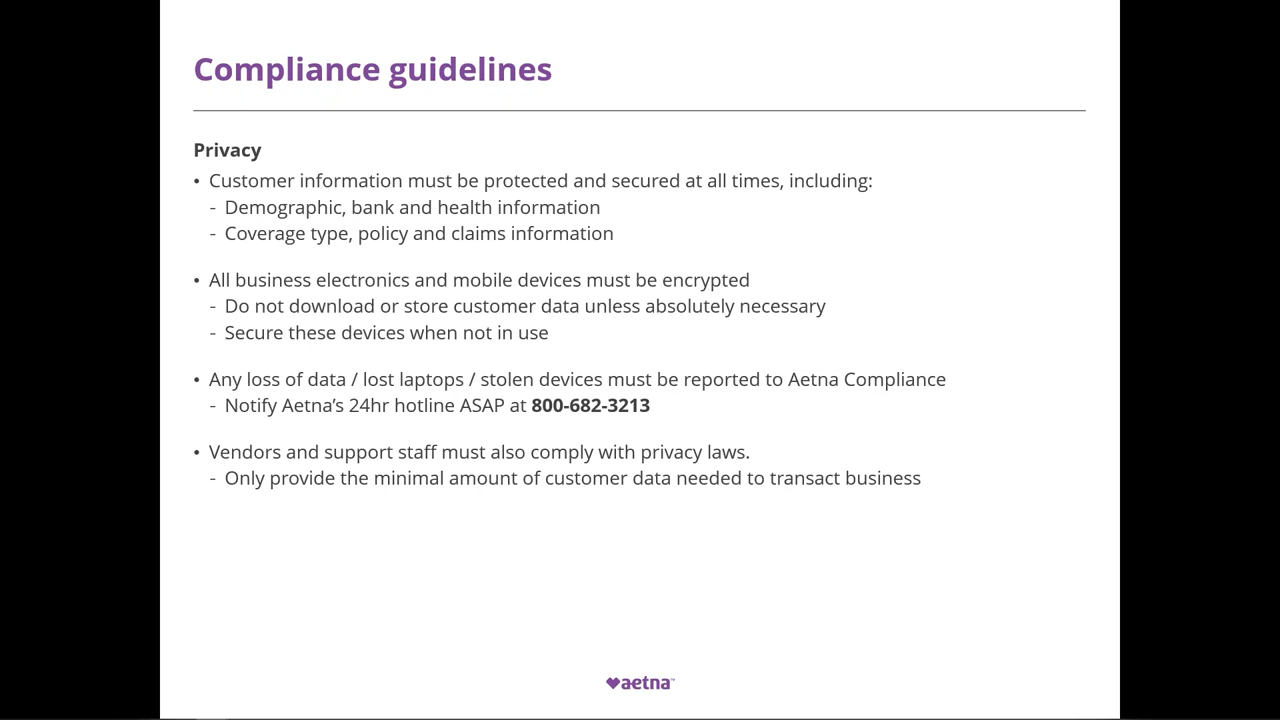 Compliance guidelines
Privacy
• Customer information must be protected and secured at all times, including:
- Demographic, bank and health information
- Coverage type, policy and claims information
• All business electronics and mobile devices must be encrypted
- Do not download or store customer data unless absolutely necessary
- Secure these devices when not in use
• Any loss of data / lost laptops / stolen devices must be reported to Aetna Compliance
- Notify Aetna’s 24hr hotline ASAP at 800-682-3213
• Vendors and support staff must also comply with privacy laws.
- Only provide the minimal amount of customer data needed to transact business
aetna™